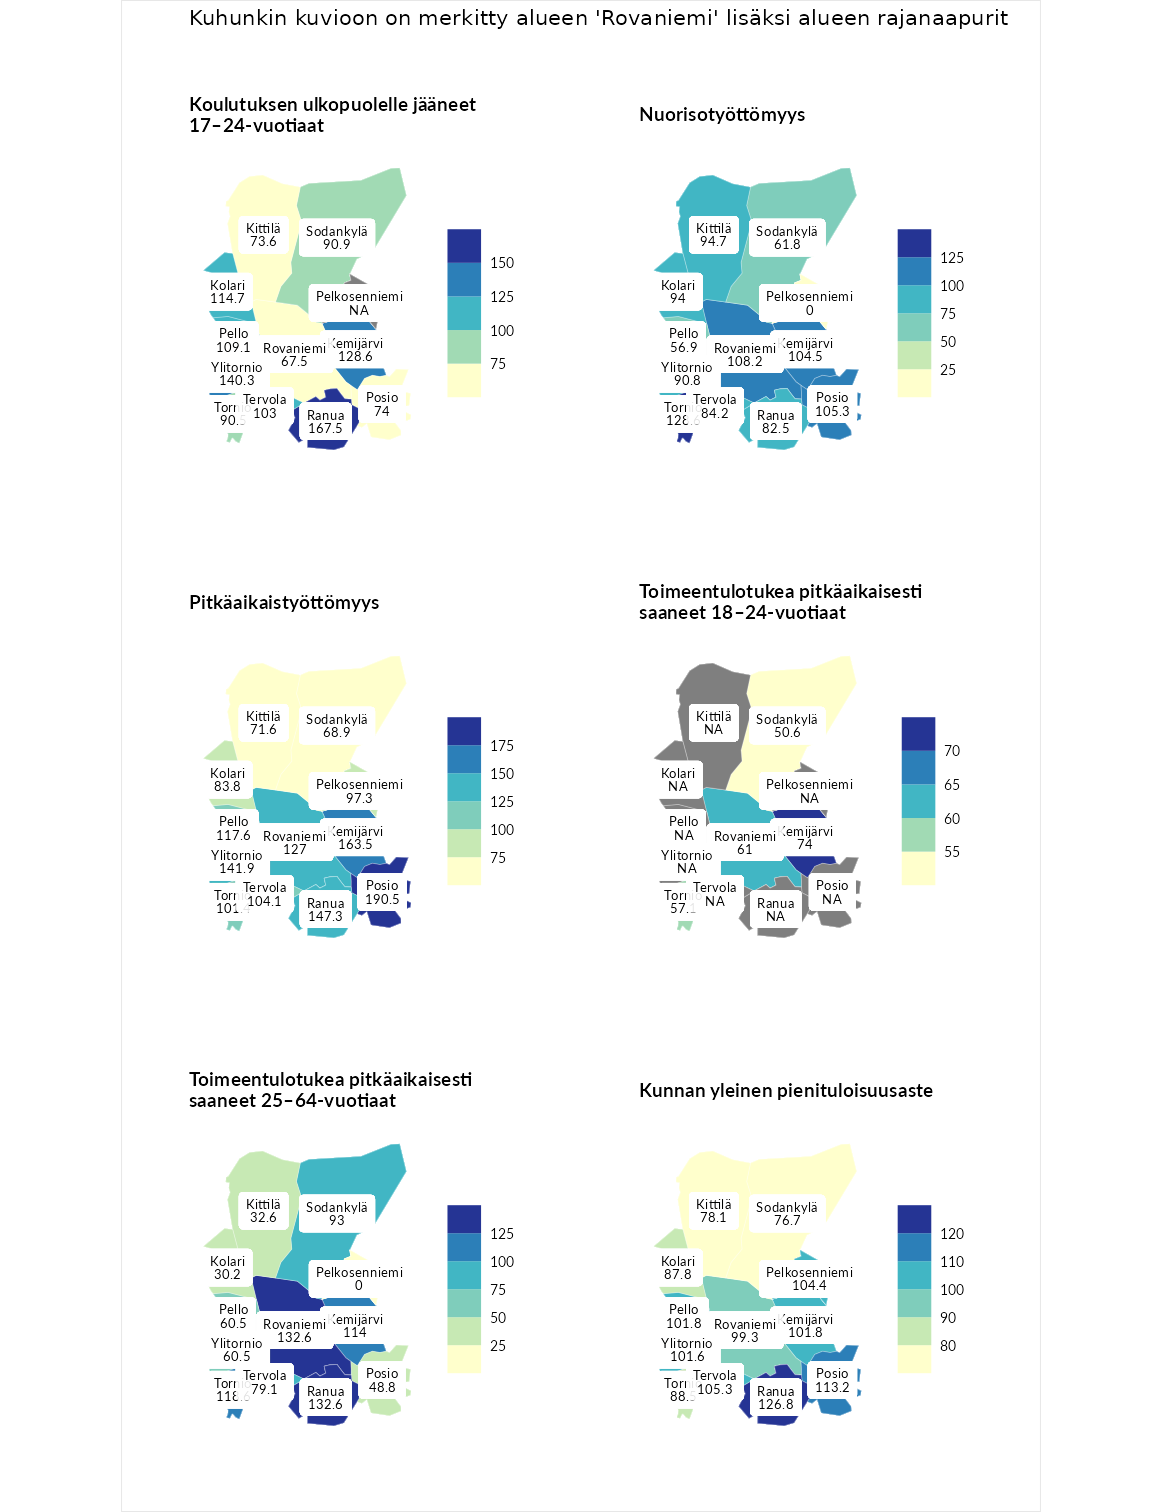 Kuhunkin kuvioon on merkitty alueen 'Rovaniemi' lisäksi alueen rajanaapurit
Koulutuksen ulkopuolelle jääneet
17–24-vuotiaat
Kittilä
73.6
Sodankylä
90.9
Kolari
114.7
Pelkosenniemi
NA
Pello
109.1
Rovaniemi
67.5
Kemijärvi
128.6
Ylitornio
140.3
Tervola
103
Ranua
167.5
Posio
74
150
125
100
75
Nuorisotyöttömyys
Kittilä
94.7
Sodankylä
61.8
Kolari
94
Pelkosenniemi
0
Pello
56.9
Rovaniemi
108.2
Kemijärvi
104.5
Ylitornio
90.8
Tervola
84.2
Ranua
82.5
Posio
105.3
125
100
75
50
25
Pitkäaikaistyöttömyys
Kittilä
71.6
Sodankylä
68.9
Kolari
83.8
Pelkosenniemi
97.3
Pello
117.6
Rovaniemi
127
Kemijärvi
163.5
Ylitornio
141.9
Tervola
104.1
Ranua
147.3
Posio
190.5
175
150
125
100
75
Toimeentulotukea pitkäaikaisesti
saaneet 18–24-vuotiaat
Kittilä
NA
Sodankylä
50.6
Kolari
NA
Pelkosenniemi
NA
Pello
NA
Rovaniemi
61
Kemijärvi
74
Ylitornio
NA
Tervola
NA
57.1
Ranua
NA
Posio
NA
70
65
60
55
Toimeentulotukea pitkäaikaisesti
saaneet 25–64-vuotiaat
Kittilä
32.6
Sodankylä
93
Kolari
30.2
Pelkosenniemi
0
Pello
60.5
Rovaniemi
132.6
Kemijärvi
114
Ylitornio
60.5
Tervola
79.1
Ranua
132.6
Posio
48.8
125
100
75
50
25
Kunnan yleinen pienituloisuusaste
Kittilä
78.1
Sodankylä
76.7
Kolari
87.8
Pelkosenniemi
104.4
Pello
101.8
Rovaniemi
99.3
Kemijärvi
101.8
Ylitornio
101.6
Tervola
105.3
Ranua
126.8
Posio
113.2
120
110
100
90
80